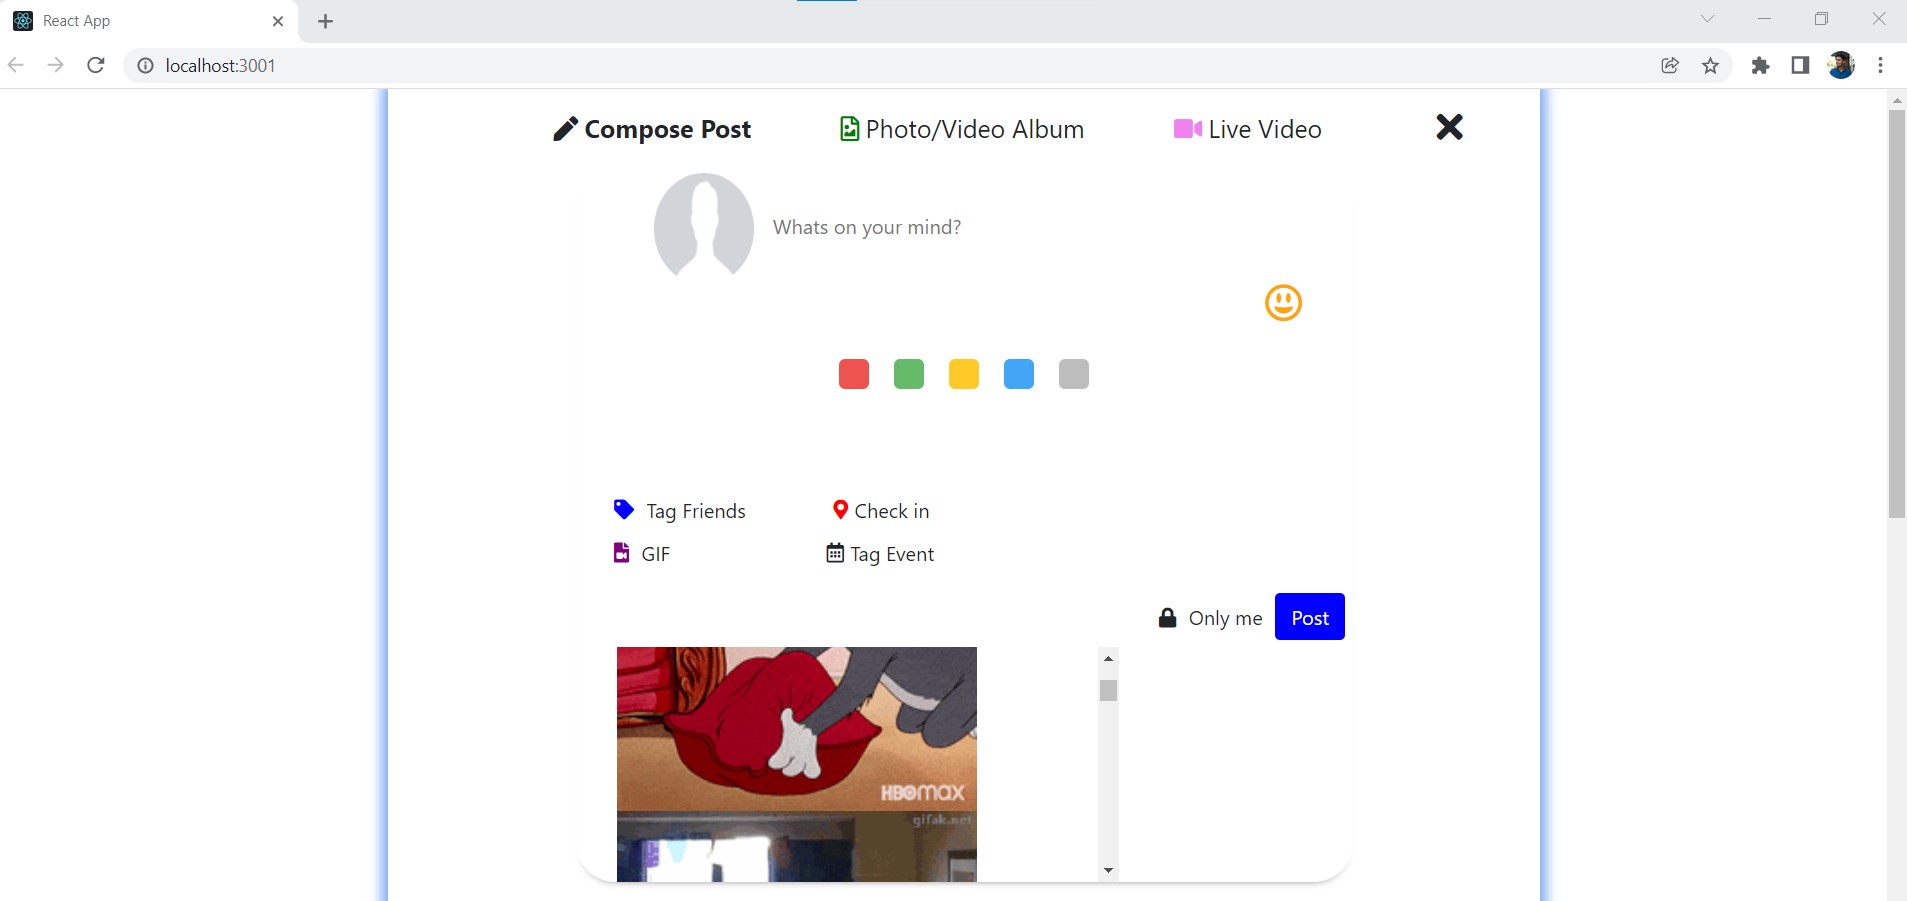 React App
localhost:3001
Compose Post
Photo/Video Album
Live Video
Whats on your mind?
Tag Friends
Check in
GIF
Tag Event
Only me
Post
HBOMAX
gifak.net